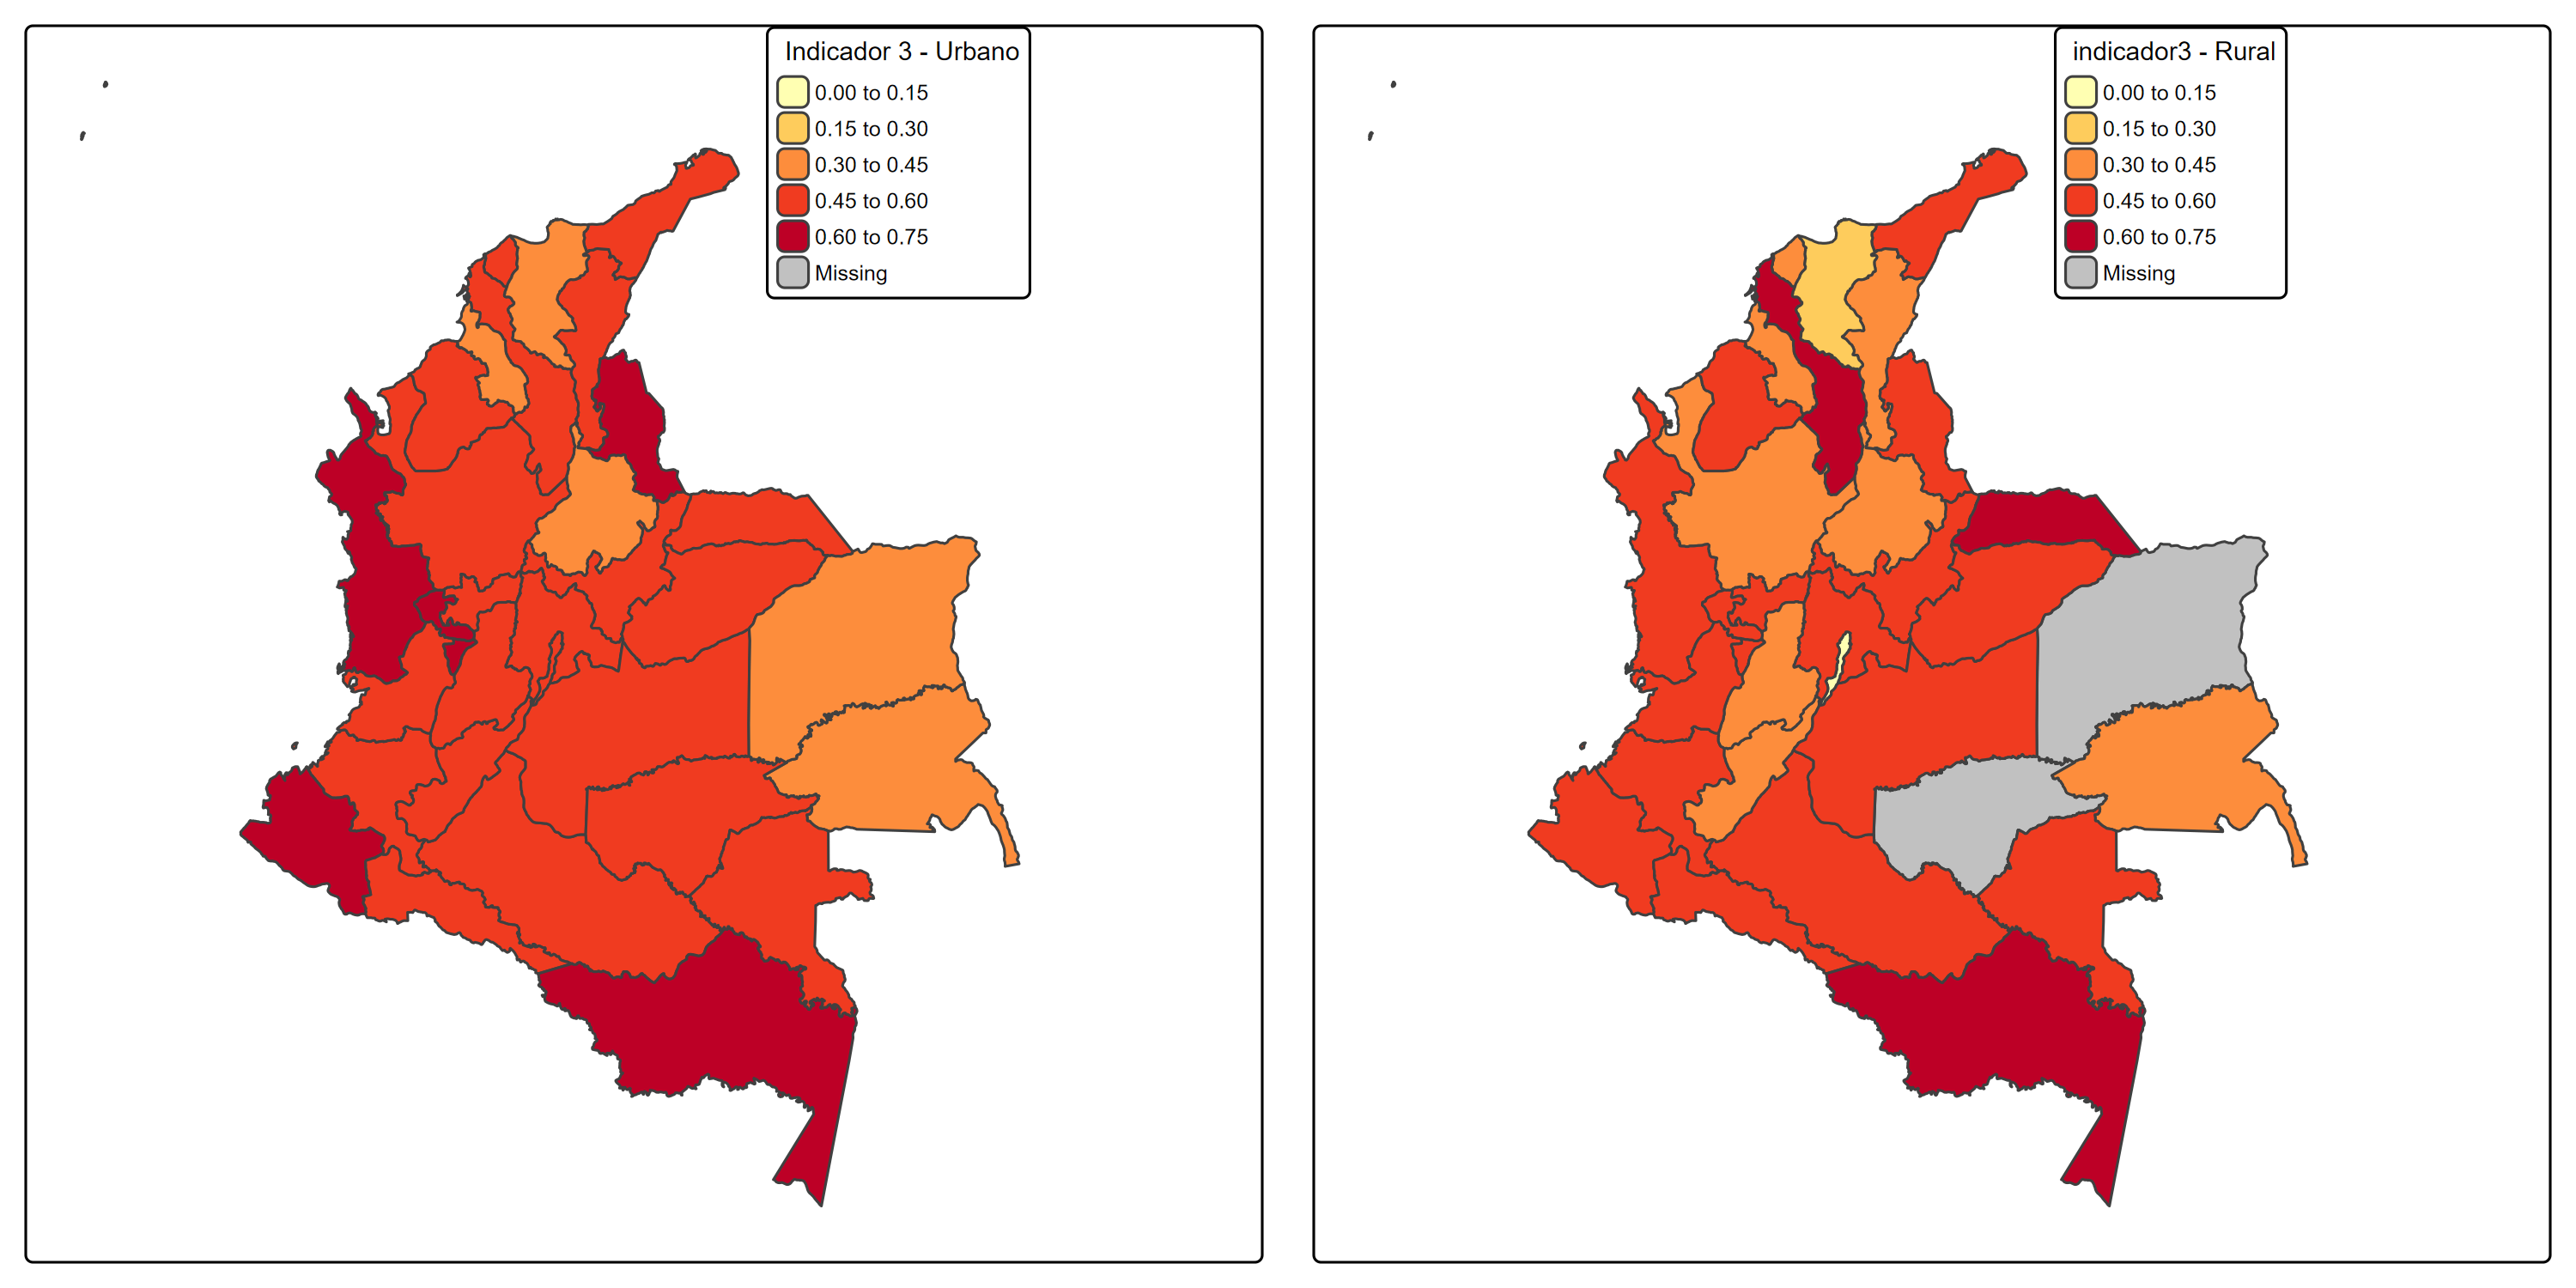 Indicador 3 - Urbano
0.00 to 0.15
0.15 to 0.30
0.30 to 0.45
0.45 to 0.60
0.60 to 0.75
Missing
indicador3 - Rural
0.00 to 0.15
0.15 to 0.30
0.30 to 0.45
0.45 to 0.60
0.60 to 0.75
Missing